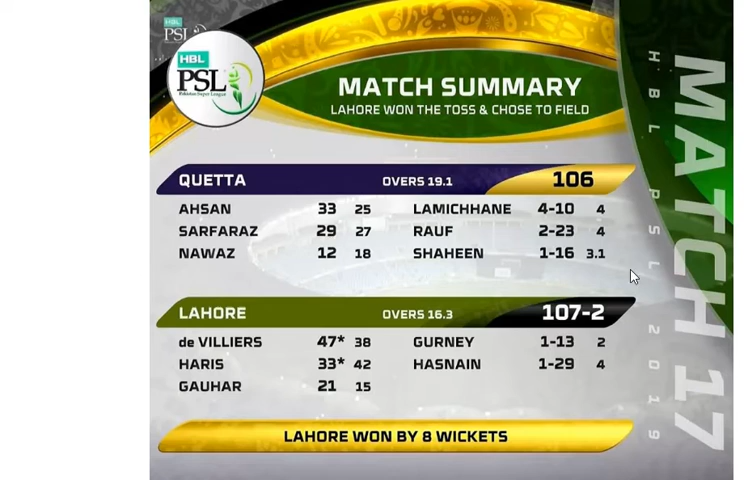 HBL
PSL
HBL
PSL
Pakistan Super League
MATCH SUMMARY
LAHORE WON THE TOSS & CHOSE TO FIELD
QUETTA OVERS 19.1 106
AHSAN 33 25 LAMICHHANE 4-10 4
SARFARAZ 29 27 RAUF 2-23 4
NAWAZ 12 18 SHAHEEN 1-16 3.1
LAHORE OVERS 16.3 107-2
de VILLIERS 47* 38 GURNEY 1-13 2
HARIS 33* 42 HASNAIN 1-29 4
GAUHAR 21 15
LAHORE WON BY 8 WICKETS
HBL PSL 2019
MATCH 17